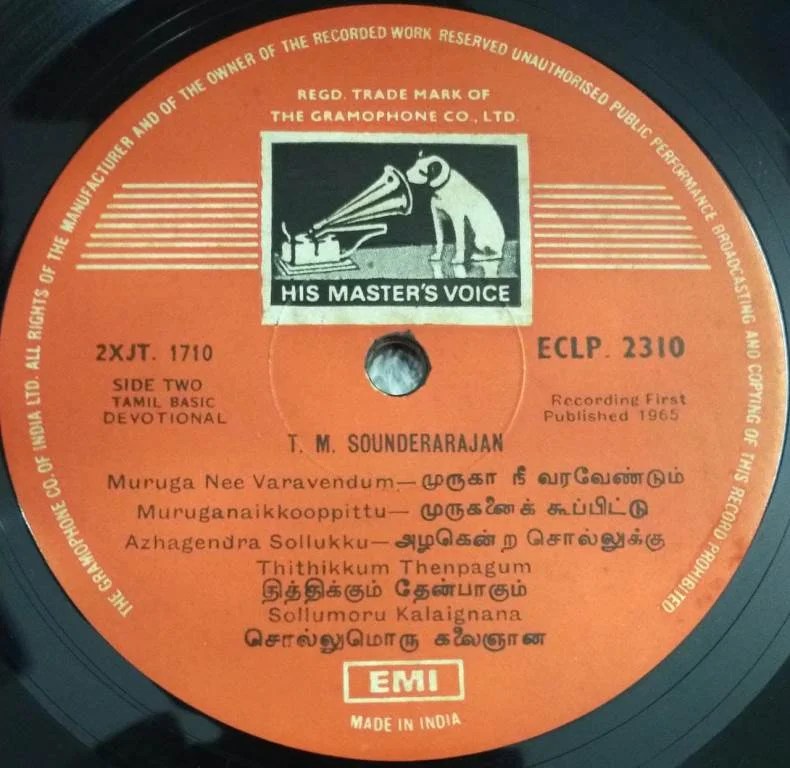 THE GRAMOPHONE CO. OF INDIA LTD. ALL RIGHTS OF THE MANUFACTURER AND OF THE OWNER OF THE RECORDED WORK RESERVED UNAUTHORISED PUBLIC PERFORMANCE BROADCASTING AND COPYING OF THIS RECORD PROHIBITED
REGD. TRADE MARK OF
THE GRAMOPHONE CO., LTD.
HIS MASTER'S VOICE
2XJT. 1710
ECLP. 2310
SIDE TWO
TAMIL BASIC
DEVOTIONAL
Recording First
Published 1965
T. M. SOUNDERARAJAN
Muruga Nee Varavendum—முருகா நீ வரவேண்டும்
Muruganaikkooppittu—முருகனைக் கூப்பிட்டு
Azhagendra Sollukku—அழகென்ற சொல்லுக்கு
Thithikkum Thenpagum
தித்திக்கும் தேன்பாகும்
Sollumoru Kalaignana
சொல்லுமொரு கலைஞான
EMI
MADE IN INDIA